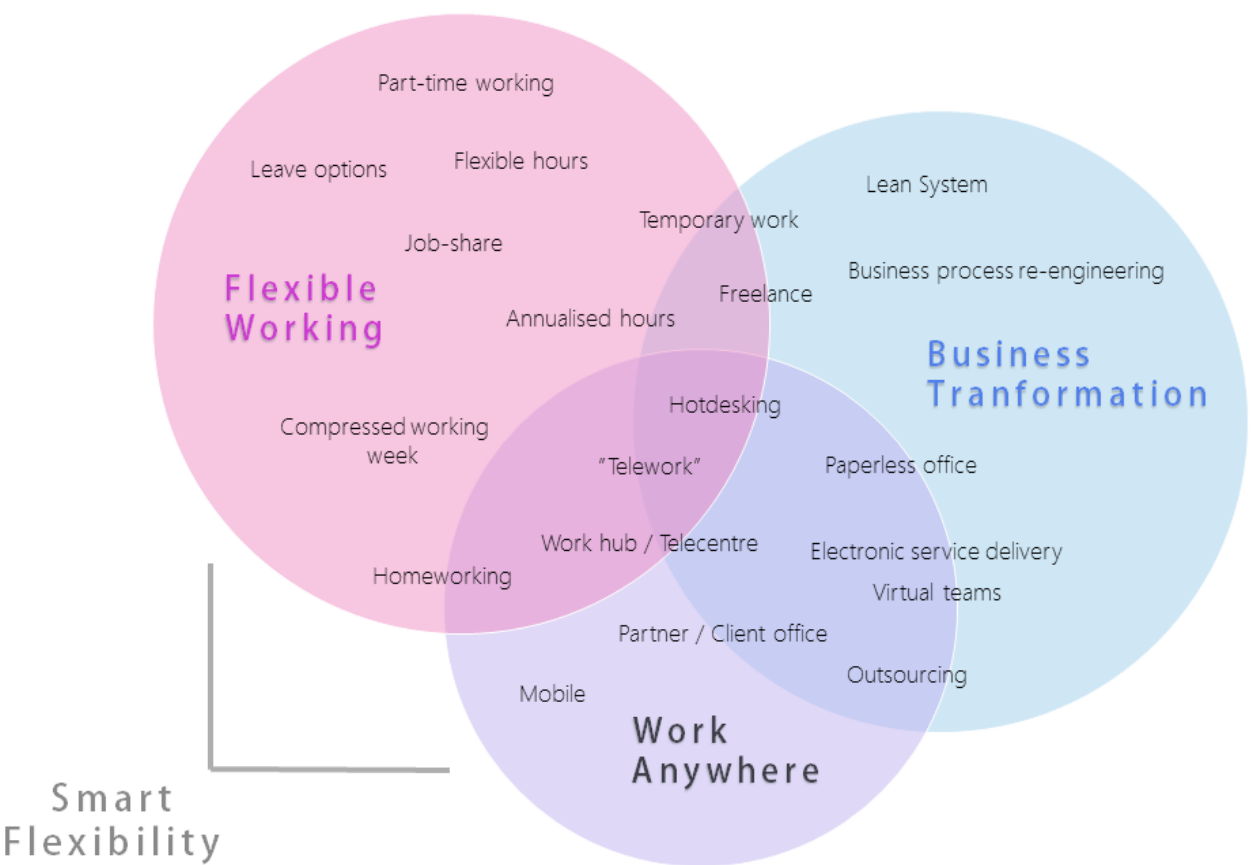 Part-time working
Leave options
Flexible hours
Lean System
Temporary work
Job-share
Business process re-engineering
Flexible
Working
Freelance
Annualised hours
Business
Tranformation
Hotdesking
Compressed working
week
"Telework"
Paperless office
Work hub / Telecentre
Electronic service delivery
Homeworking
Virtual teams
Partner / Client office
Outsourcing
Mobile
Work
Anywhere
Smart
Flexibility